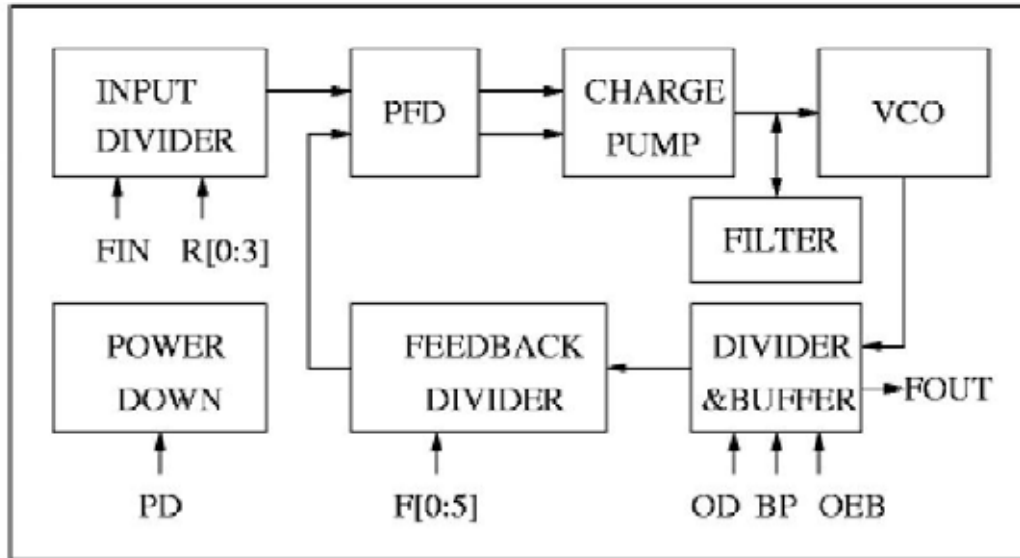 INPUT
DIVIDER
PFD
CHARGE
PUMP
VCO
FIN R[0:3]
FILTER
POWER
DOWN
FEEDBACK
DIVIDER
DIVIDER
&BUFFER
FOUT
PD
F[0:5]
OD BP OEB